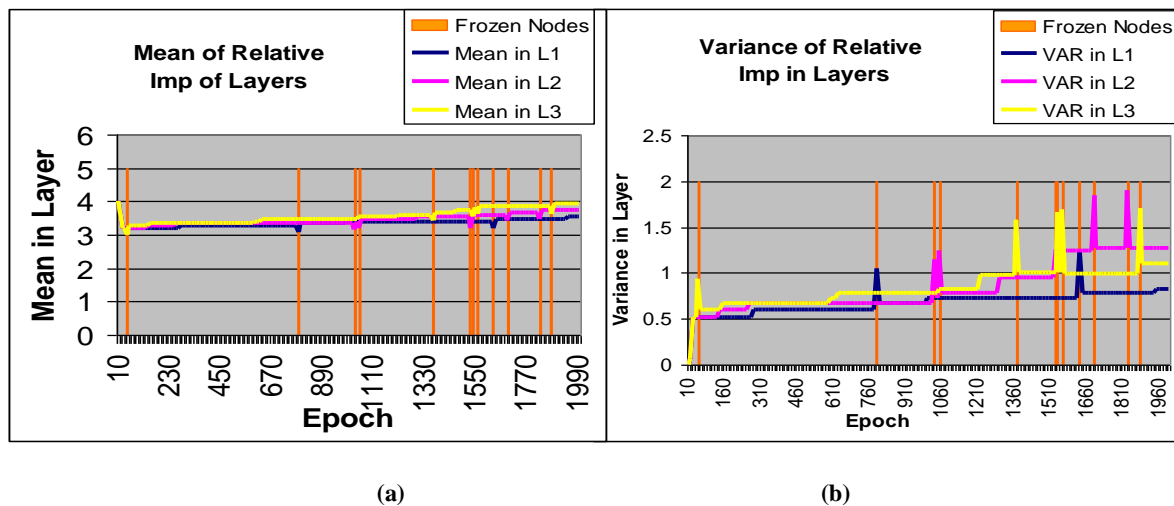 Mean of Relative
Imp of Layers
Frozen Nodes
Mean in L1
Mean in L2
Mean in L3
Mean in Layer
6
5
4
3
2
1
0
10 230 450 670 890 1110 1330 1550 1770 1990
Epoch
(a)
Variance of Relative
Imp in Layers
Frozen Nodes
VAR in L1
VAR in L2
VAR in L3
Variance in Layer
2.5
2
1.5
1
0.5
0
10 160 310 460 610 760 910 1060 1210 1360 1510 1660 1810 1960
Epoch
(b)